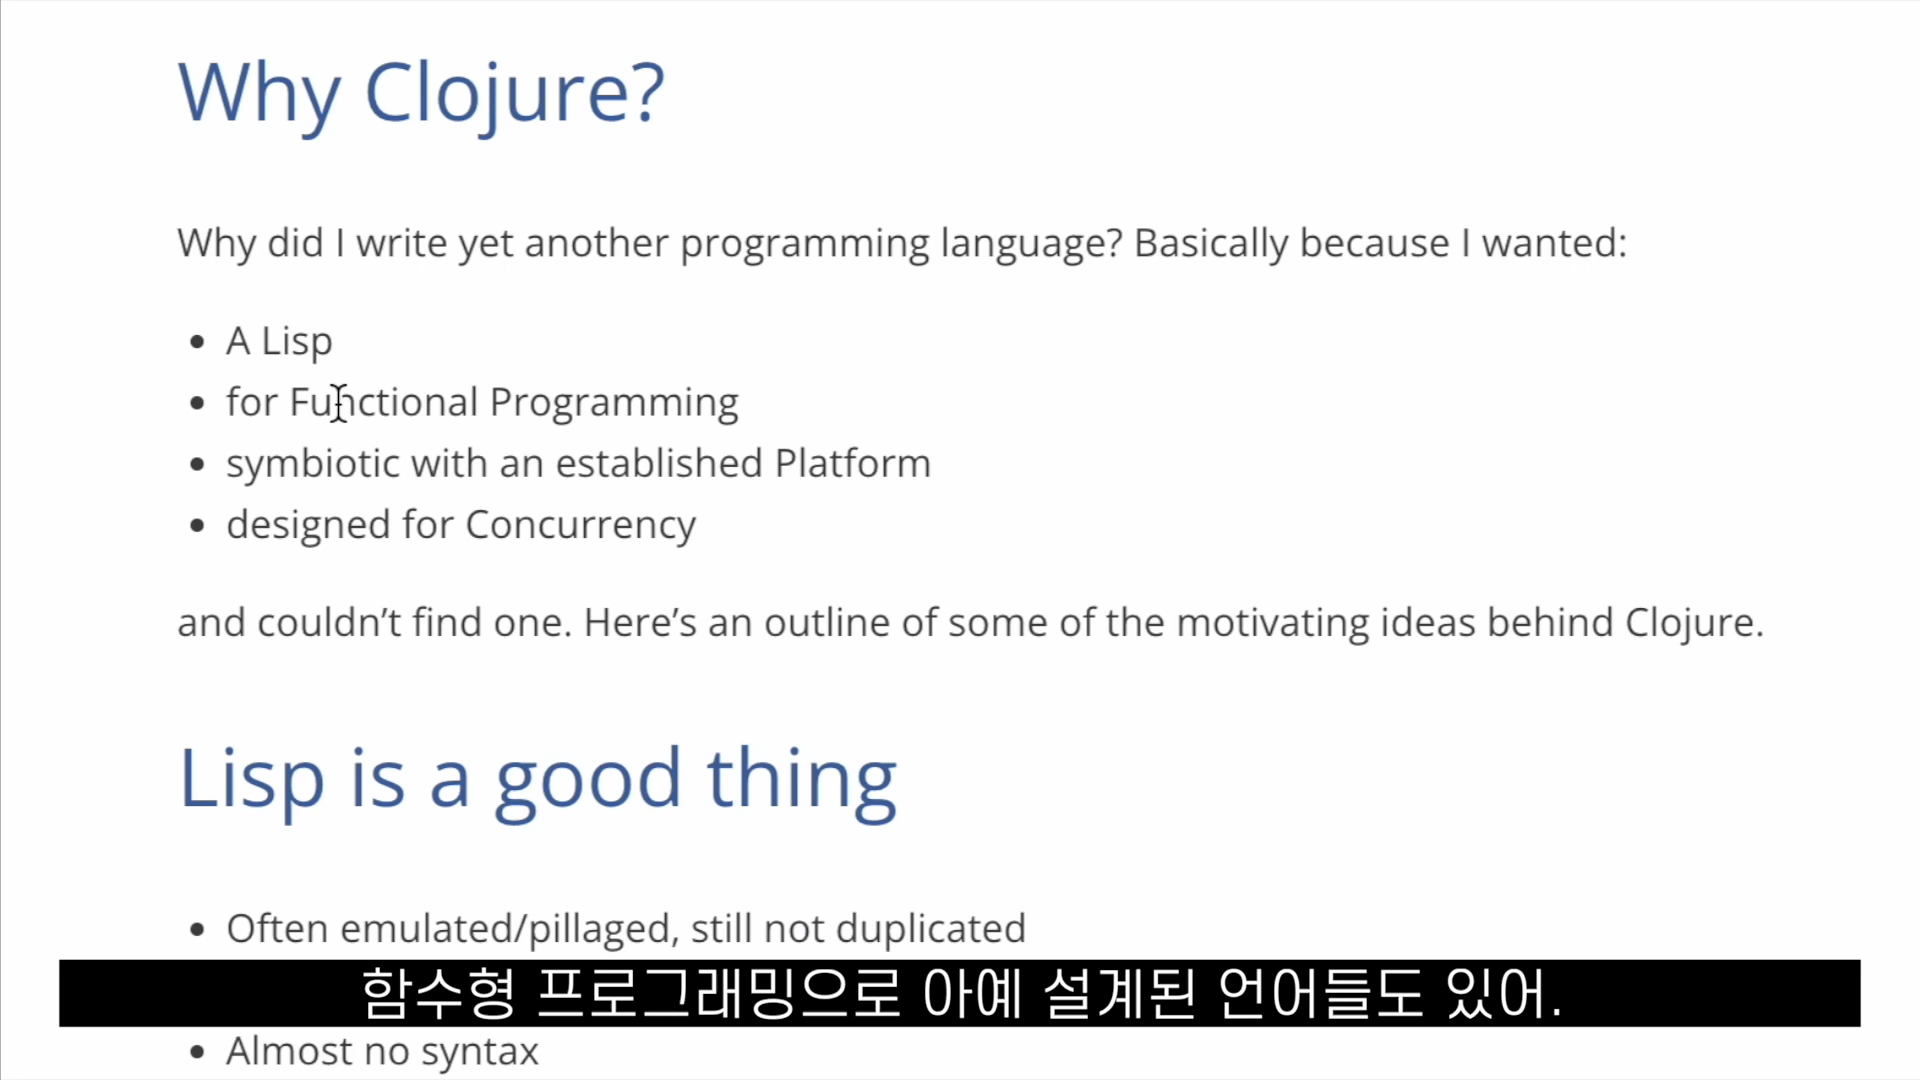 Why Clojure?
Why did I write yet another programming language? Basically because I wanted:
• A Lisp
• for Functional Programming
• symbiotic with an established Platform
• designed for Concurrency
and couldn’t find one. Here’s an outline of some of the motivating ideas behind Clojure.
Lisp is a good thing
• Often emulated/pillaged, still not duplicated
함수형 프로그래밍으로 아예 설계된 언어들도 있어.
• Almost no syntax